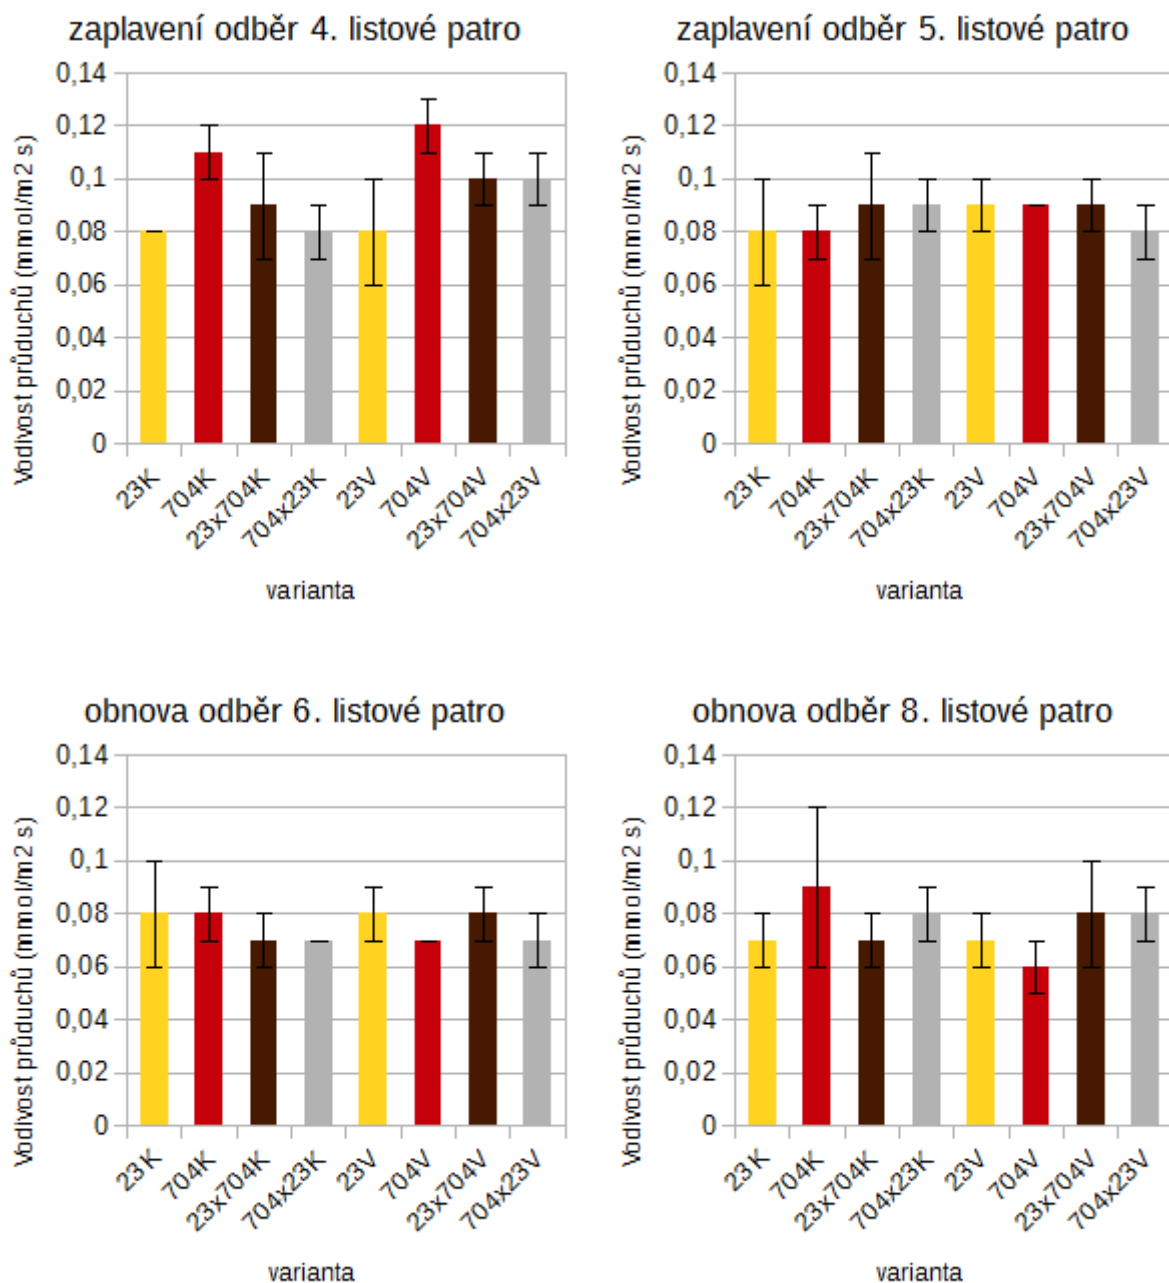 zaplavení odběr 4. listové patro
Vodivost průduchů (mmol/m2 s)
0,14
0,12
0,1
0,08
0,06
0,04
0,02
0
23K
704K
23x704K
704x23K
23V
704V
23x704V
704x23V
varianta
zaplavení odběr 5. listové patro
Vodivost průduchů (mmol/m2 s)
0,14
0,12
0,1
0,08
0,06
0,04
0,02
0
23K
704K
23x704K
704x23K
23V
704V
23x704V
704x23V
varianta
obnova odběr 6. listové patro
Vodivost průduchů (mmol/m2 s)
0,14
0,12
0,1
0,08
0,06
0,04
0,02
0
23K
704K
23x704K
704x23K
23V
704V
23x704V
704x23V
varianta
obnova odběr 8. listové patro
Vodivost průduchů (mmol/m2 s)
0,14
0,12
0,1
0,08
0,06
0,04
0,02
0
23K
704K
23x704K
704x23K
23V
704V
23x704V
704x23V
varianta